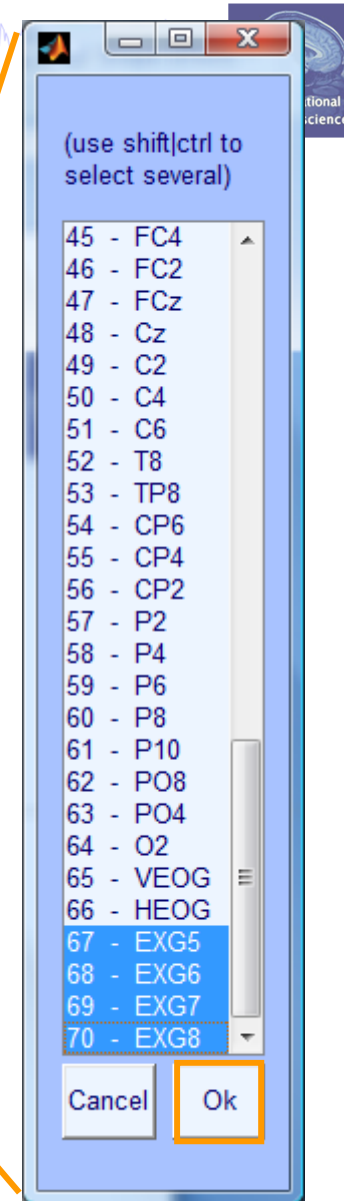 tional
science
(use shift|ctrl to
select several)
45 - FC4
46 - FC2
47 - FCz
48 - Cz
49 - C2
50 - C4
51 - C6
52 - T8
53 - TP8
54 - CP6
55 - CP4
56 - CP2
57 - P2
58 - P4
59 - P6
60 - P8
61 - P10
62 - PO8
63 - PO4
64 - O2
65 - VEOG
66 - HEOG
67 - EXG5
68 - EXG6
69 - EXG7
70 - EXG8
Cancel Ok